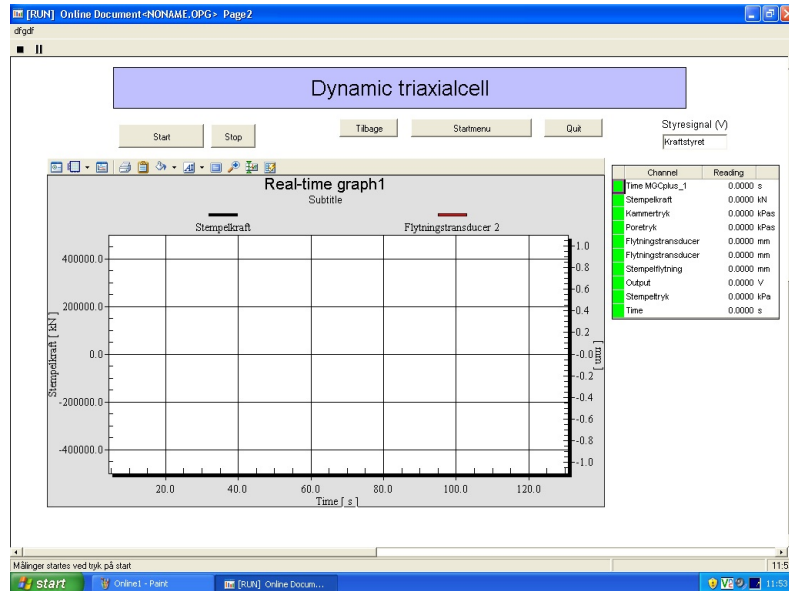 [RUN] Online Document<NONAME.OPG> Page2
dfgdf
Dynamic triaxialcell
Start Stop Tilbage Startmenu Quit
Styresignal (V)
Kraftstyret
Real-time graph1
Subtitle
Stempelkraft Flytningstransducer 2
Stempelkraft [ kN ]
400000.0
200000.0
0.0
-200000.0
-400000.0
1.0
0.8
0.6
0.4
0.2
-0.0
-0.2
-0.4
-0.6
-0.8
-1.0
[ mm ]
20.0 40.0 60.0 80.0 100.0 120.0
Time [ s ]
Channel Reading
Time MGCplus_1 0.0000 s
Stempelkraft 0.0000 kN
Kammertryk 0.0000 kPas
Poretryk 0.0000 kPas
Flytningstransducer 0.0000 mm
Flytningstransducer 0.0000 mm
Stempelflytning 0.0000 mm
Output 0.0000 V
Stempeltryk 0.0000 kPa
Time 0.0000 s
Målinger startes ved tryk på start
11:5
start Online1 - Paint [RUN] Online Docum... 11:53